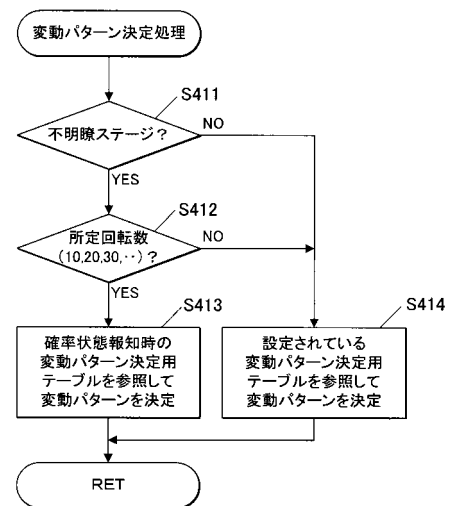 変動パターン決定処理
S411
不明瞭ステージ?
NO
YES
S412
所定回転数
(10,20,30,‥)?
NO
YES
S413
確率状態報知時の
変動パターン決定用
テーブルを参照して
変動パターンを決定
S414
設定されている
変動パターン決定用
テーブルを参照して
変動パターンを決定
RET